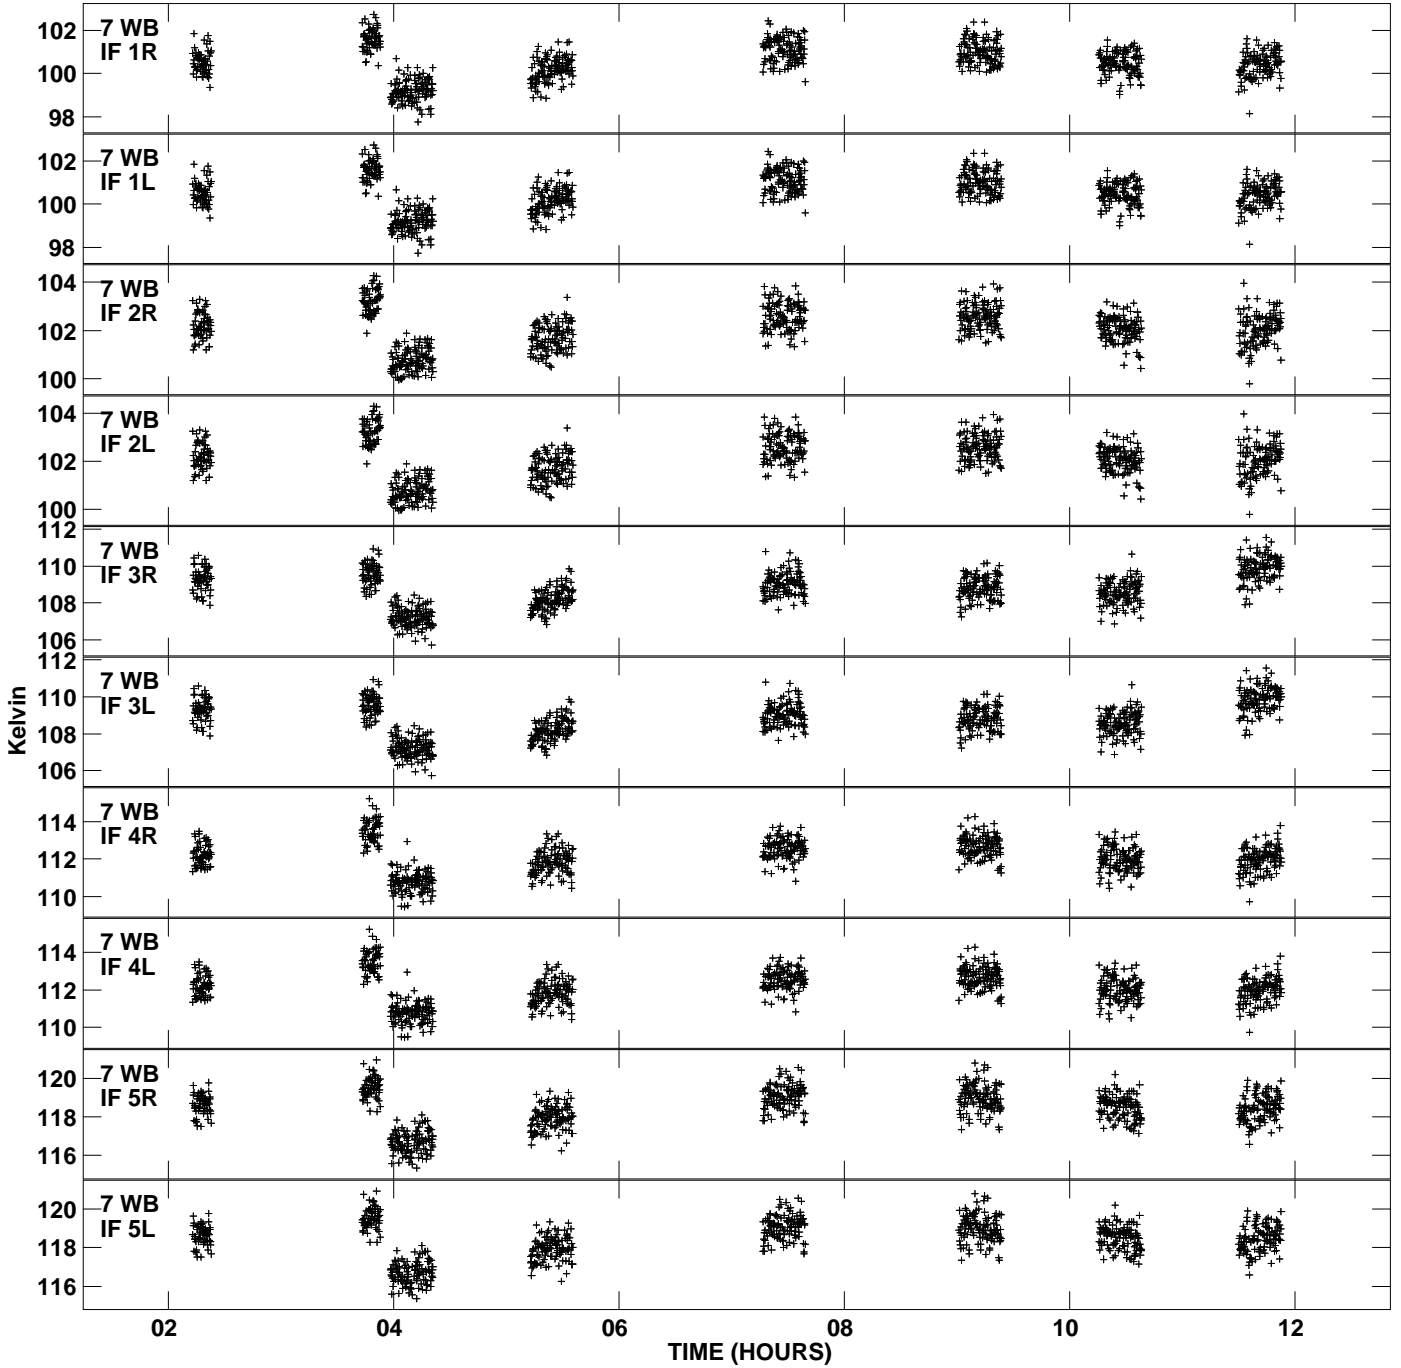 102
100
98
7 WB
IF 1R
102
100
98
7 WB
IF 1L
104
102
100
7 WB
IF 2R
104
102
100
7 WB
IF 2L
112
110
108
106
7 WB
IF 3R
112
110
108
106
7 WB
IF 3L
Kelvin
114
112
110
7 WB
IF 4R
114
112
110
7 WB
IF 4L
120
118
116
7 WB
IF 5R
120
118
116
7 WB
IF 5L
02 04 06 08 10 12
TIME (HOURS)